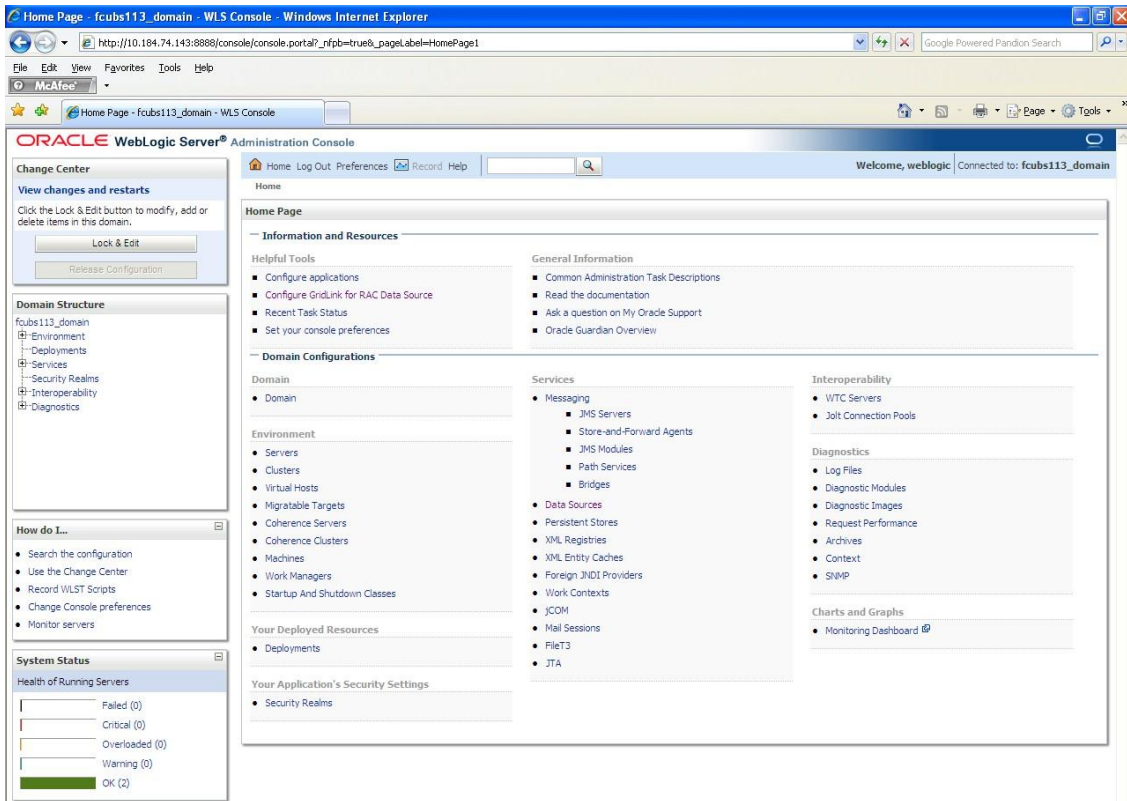 Home Page - fcubs113_domain - WLS Console - Windows Internet Explorer
http://10.184.74.143:8888/console/console.portal?_nfpb=true&_pageLabel=HomePage1
Google Powered Pandion Search
File Edit View Favorites Tools Help
McAfee
Home Page - fcubs113_domain - WLS Console
Page Tools
ORACLE WebLogic Server® Administration Console
Change Center
View changes and restarts
Click the Lock & Edit button to modify, add or
delete items in this domain.
Lock & Edit
Release Configuration
Domain Structure
fcubs113_domain
Environment
Deployments
Services
Security Realms
Interoperability
Diagnostics
How do I...
Search the configuration
Use the Change Center
Record WLST Scripts
Change Console preferences
Monitor servers
System Status
Health of Running Servers
Failed (0)
Critical (0)
Overloaded (0)
Warning (0)
OK (2)
Home Log Out Preferences Record Help
Welcome, weblogic Connected to: fcubs113_domain
Home
Home Page
Information and Resources
Helpful Tools
Configure applications
Configure GridLink for RAC Data Source
Recent Task Status
Set your console preferences
General Information
Common Administration Task Descriptions
Read the documentation
Ask a question on My Oracle Support
Oracle Guardian Overview
Domain Configurations
Domain
Domain
Environment
Servers
Clusters
Virtual Hosts
Migratable Targets
Coherence Servers
Coherence Clusters
Machines
Work Managers
Startup And Shutdown Classes
Your Deployed Resources
Deployments
Your Application's Security Settings
Security Realms
Services
Messaging
JMS Servers
Store-and-Forward Agents
JMS Modules
Path Services
Bridges
Data Sources
Persistent Stores
XML Registries
XML Entity Caches
Foreign JNDI Providers
Work Contexts
jCOM
Mail Sessions
FileT3
JTA
Interoperability
WTC Servers
Jolt Connection Pools
Diagnostics
Log Files
Diagnostic Modules
Diagnostic Images
Request Performance
Archives
Context
SNMP
Charts and Graphs
Monitoring Dashboard